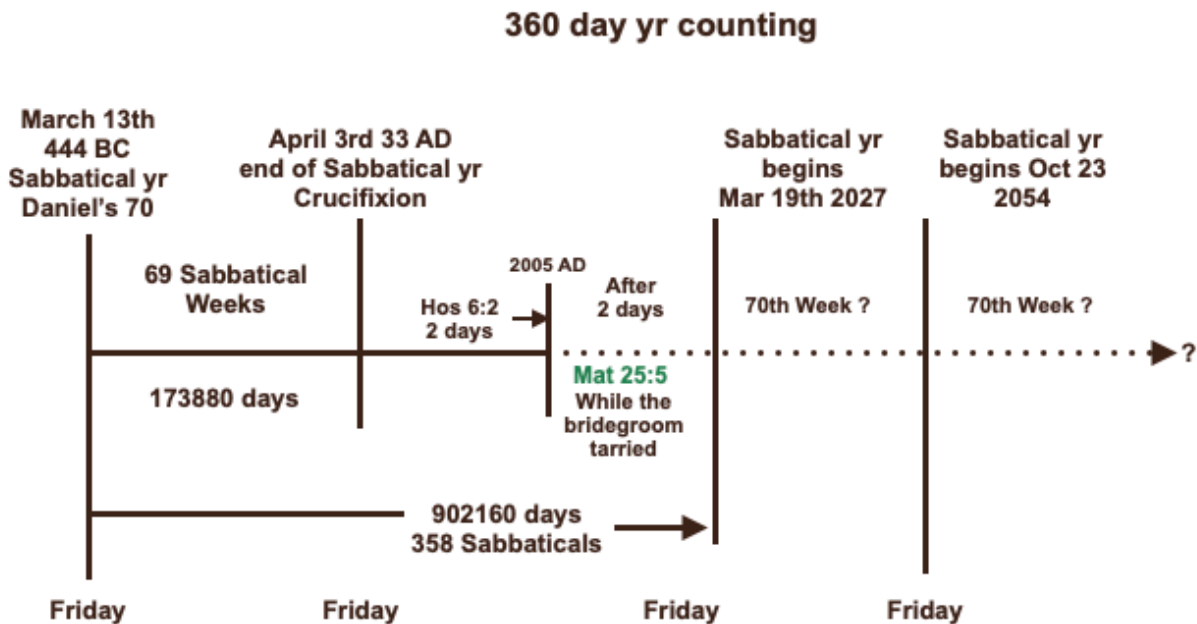 360 day yr counting
March 13th
444 BC
Sabbatical yr
Daniel's 70
April 3rd 33 AD
end of Sabbatical yr
Crucifixion
Sabbatical yr
begins
Mar 19th 2027
Sabbatical yr
begins Oct 23
2054
69 Sabbatical
Weeks
Hos 6:2
2 days
2005 AD
After
2 days
70th Week ?
70th Week ?
?
173880 days
Mat 25:5
While the
bridegroom
tarried
902160 days
358 Sabbaticals
Friday
Friday
Friday
Friday